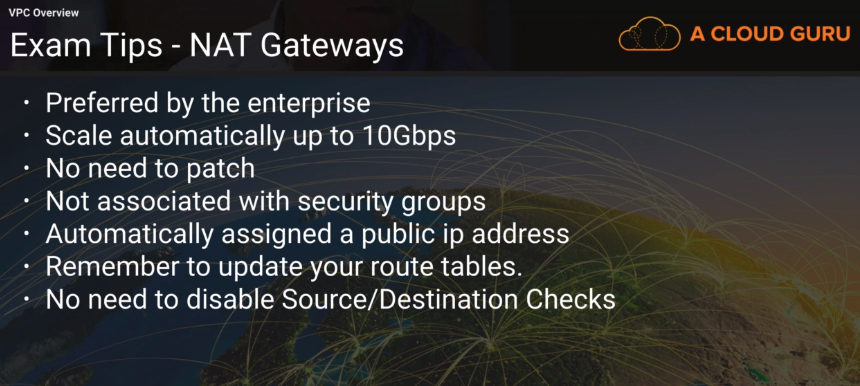 VPC Overview
Exam Tips - NAT Gateways
A CLOUD GURU
• Preferred by the enterprise
• Scale automatically up to 10Gbps
• No need to patch
• Not associated with security groups
• Automatically assigned a public ip address
• Remember to update your route tables.
• No need to disable Source/Destination Checks